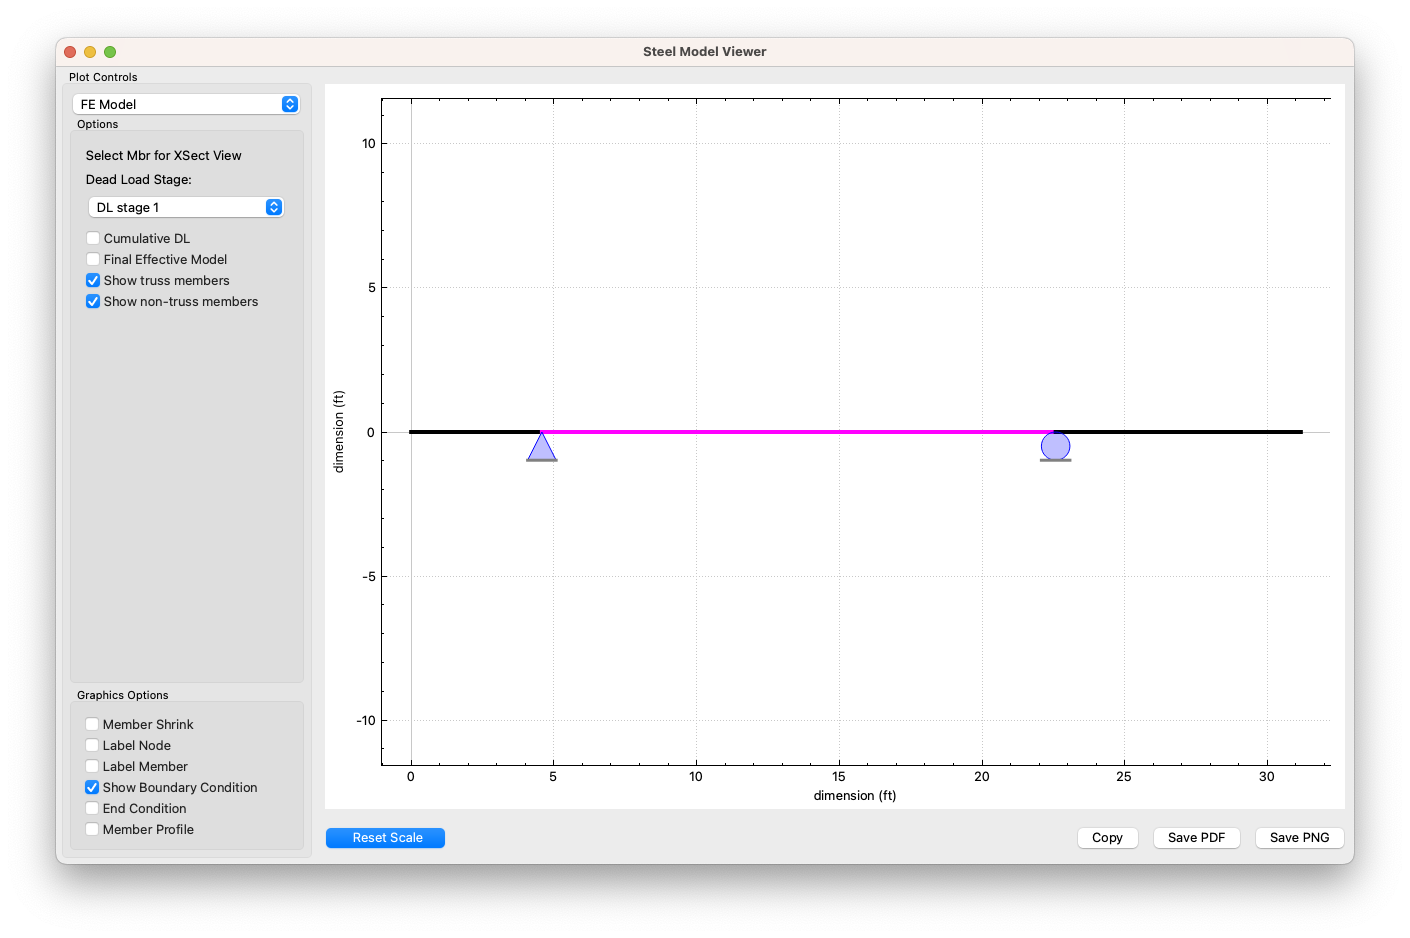 Steel Model Viewer
Plot Controls
FE Model
Options
Select Mbr for XSect View
Dead Load Stage:
DL stage 1
Cumulative DL
Final Effective Model
Show truss members
Show non-truss members
Graphics Options
Member Shrink
Label Node
Label Member
Show Boundary Condition
End Condition
Member Profile
10
5
0
-5
-10
dimension (ft)
0 5 10 15 20 25 30
dimension (ft)
Reset Scale
Copy
Save PDF
Save PNG